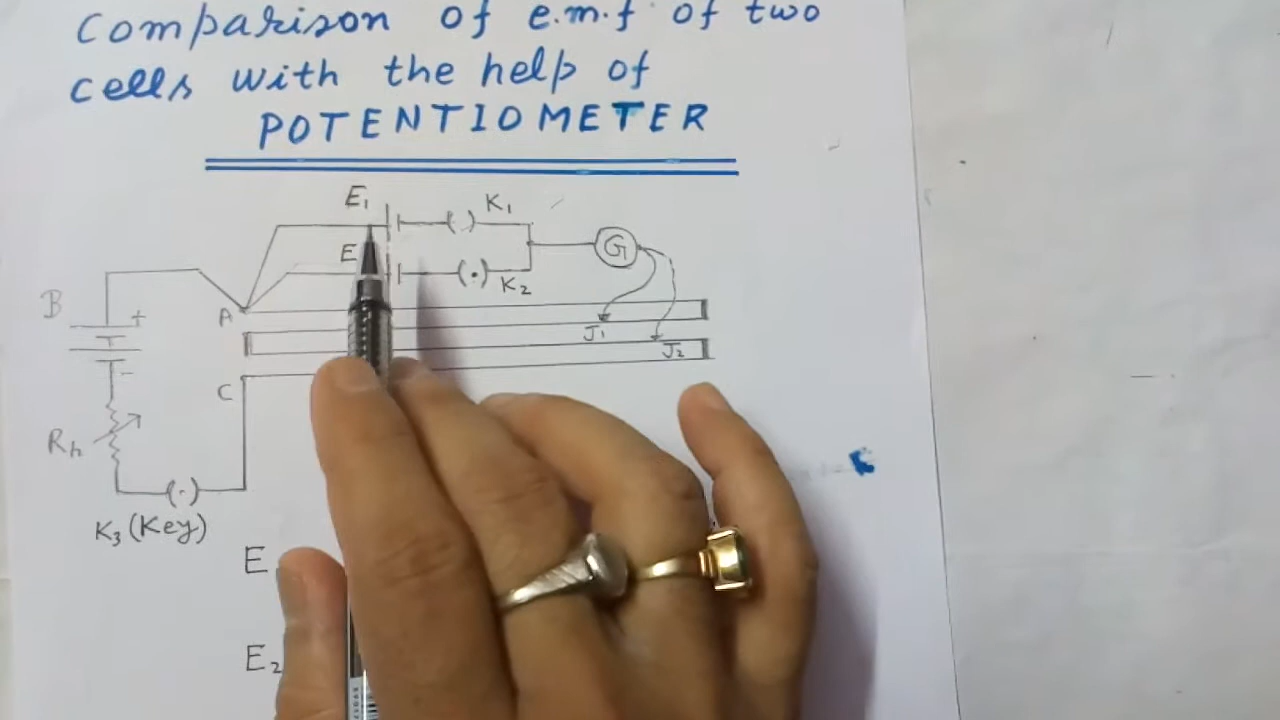 Comparison of e.m.f. of two
cells with the help of
POTENTIOMETER
E₁
K₁
G
E
K₂
B
+
A
J₁
J₂
-
C
Rh
K₃ (Key)
E
E₂